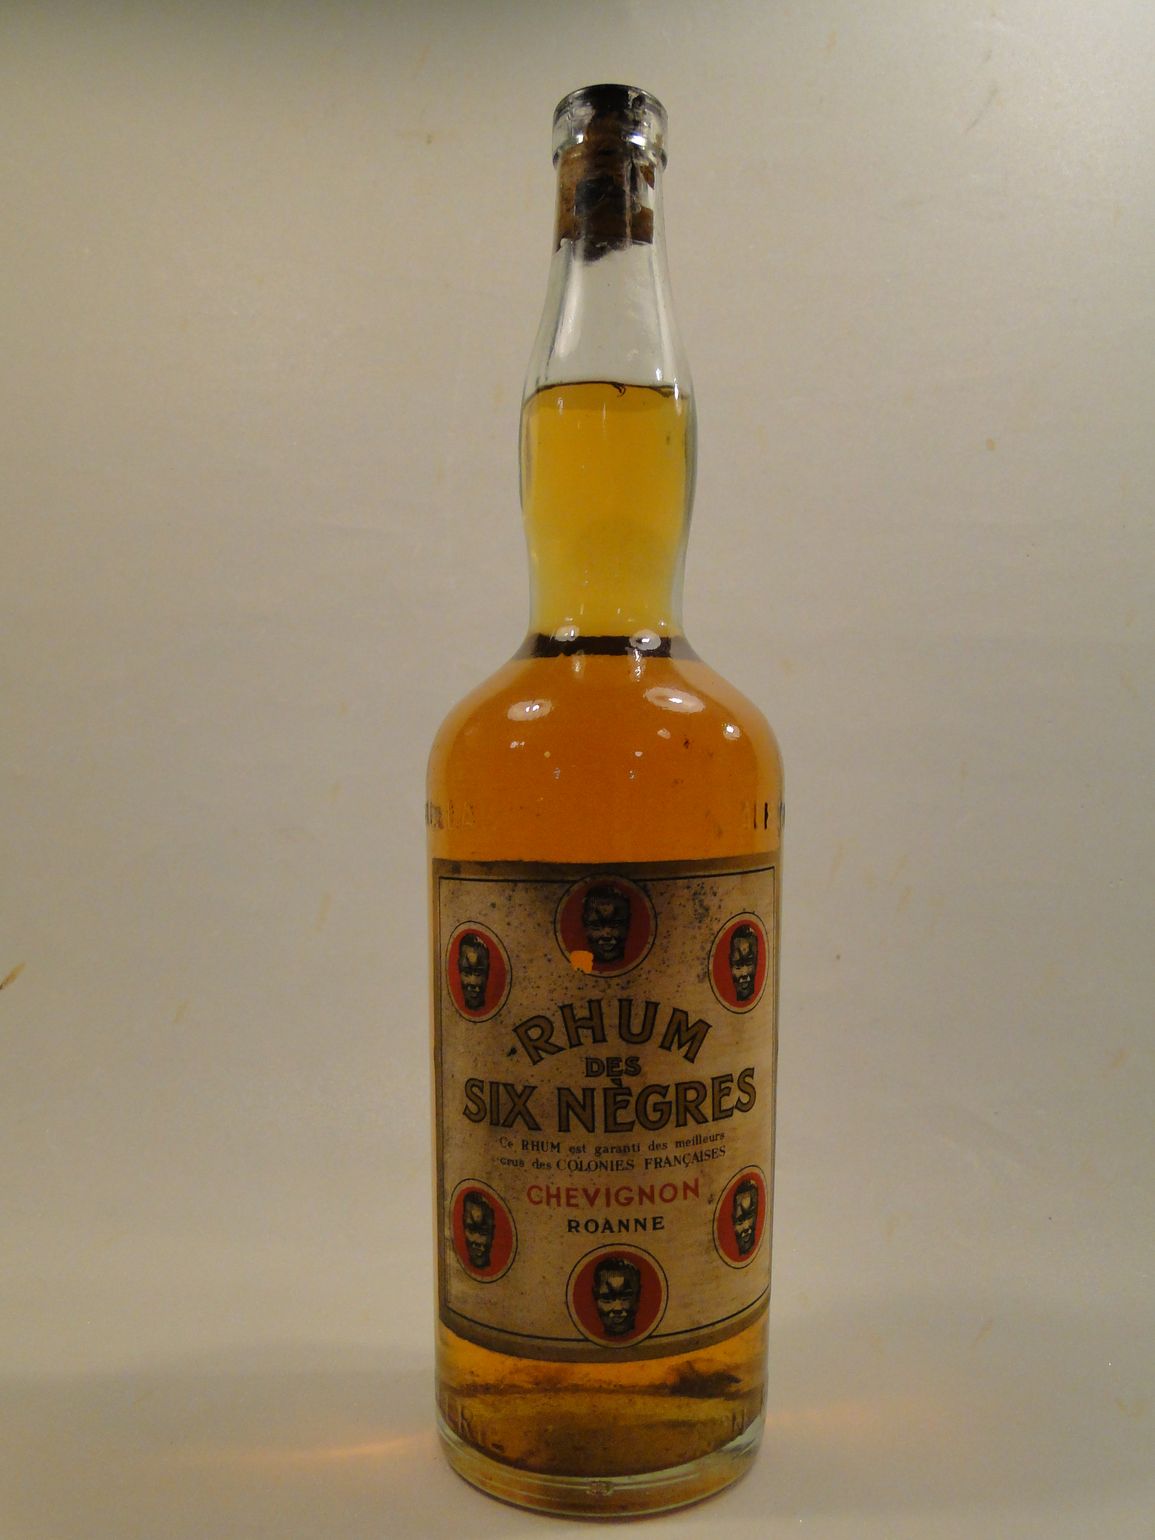 RHUM
DES
SIX NÈGRES
Ce RHUM est garanti des meilleurs
crus des COLONIES FRANÇAISES
CHEVIGNON
ROANNE